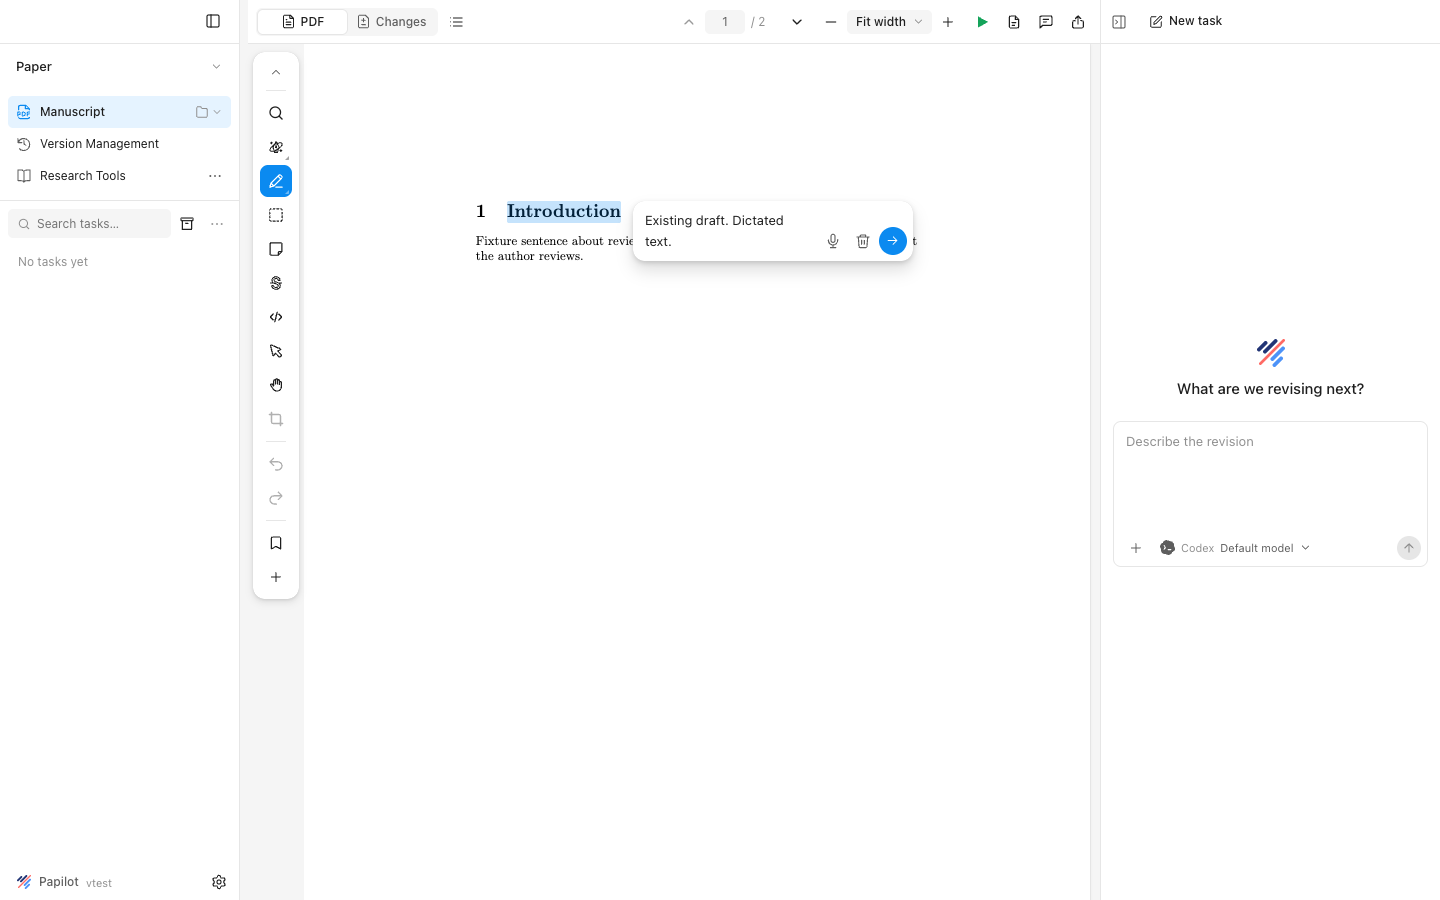 PDF
Changes
1
/ 2
Fit width
New task
Paper
Manuscript
Version Management
Research Tools
Search tasks...
No tasks yet
1 Introduction
Fixture sentence about
t
the author reviews.
Existing draft. Dictated
text.
What are we revising next?
Describe the revision
Codex Default model
Papilot vtest